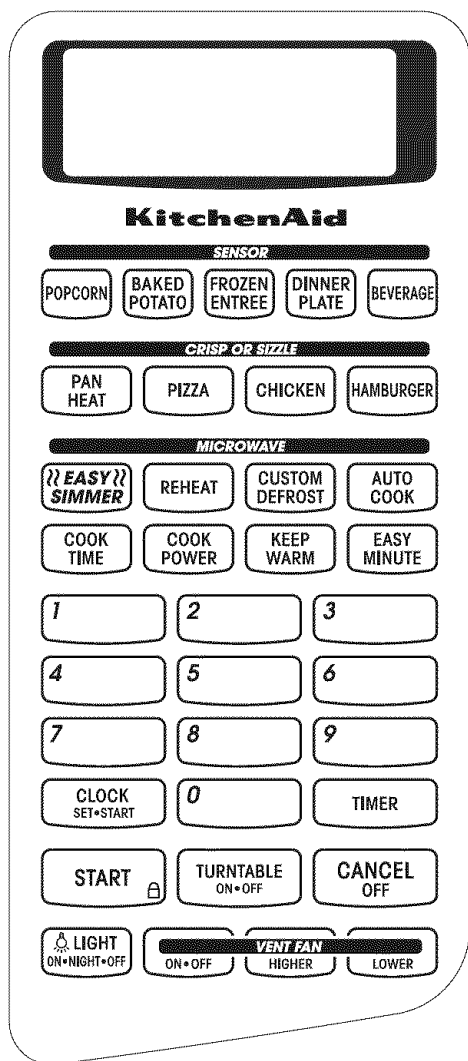 KitchenAid
SENSOR
POPCORN BAKED POTATO FROZEN ENTREE DINNER PLATE BEVERAGE
CRISP OR SIZZLE
PAN HEAT PIZZA CHICKEN HAMBURGER
MICROWAVE
EASY SIMMER REHEAT CUSTOM DEFROST AUTO COOK
COOK TIME COOK POWER KEEP WARM EASY MINUTE
1 2 3
4 5 6
7 8 9
CLOCK SET•START 0 TIMER
START TURNTABLE ON•OFF CANCEL OFF
LIGHT ON•NIGHT•OFF VENT FAN ON•OFF HIGHER LOWER